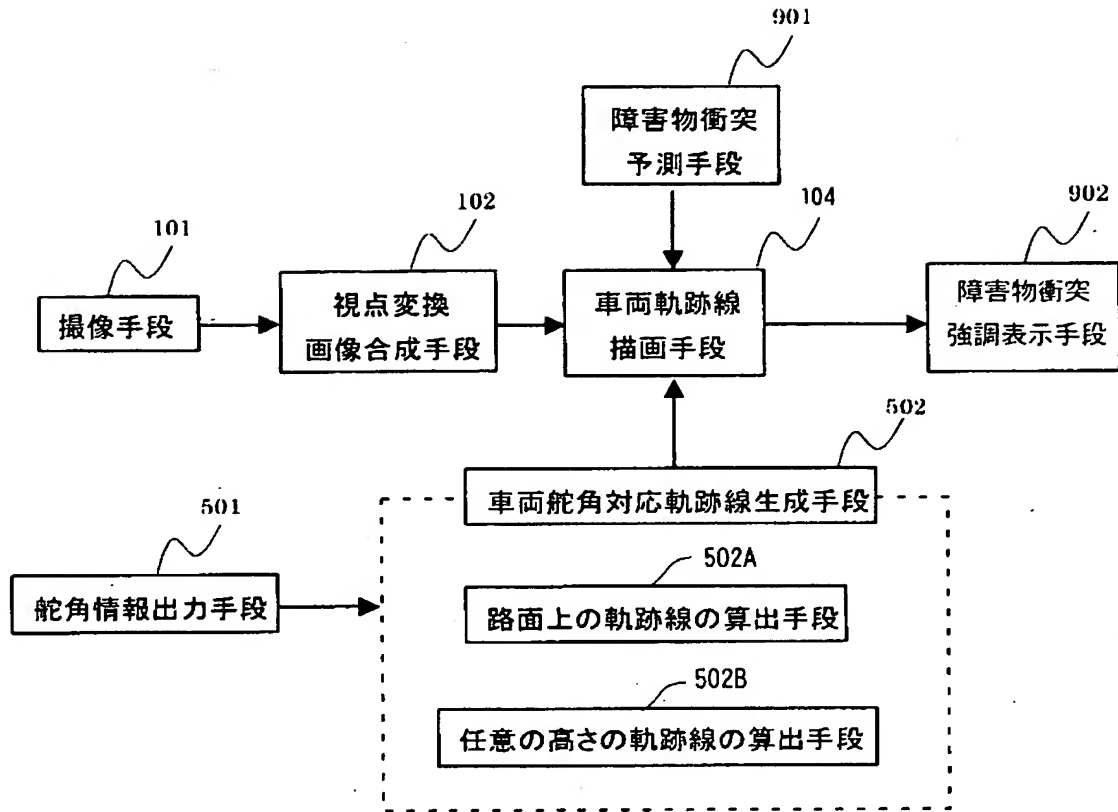 901
障害物衝突
予測手段
101
102
104
902
撮像手段
視点変換
画像合成手段
車両軌跡線
描画手段
障害物衝突
強調表示手段
502
車両舵角対応軌跡線生成手段
501
舵角情報出力手段
502A
路面上の軌跡線の算出手段
502B
任意の高さの軌跡線の算出手段